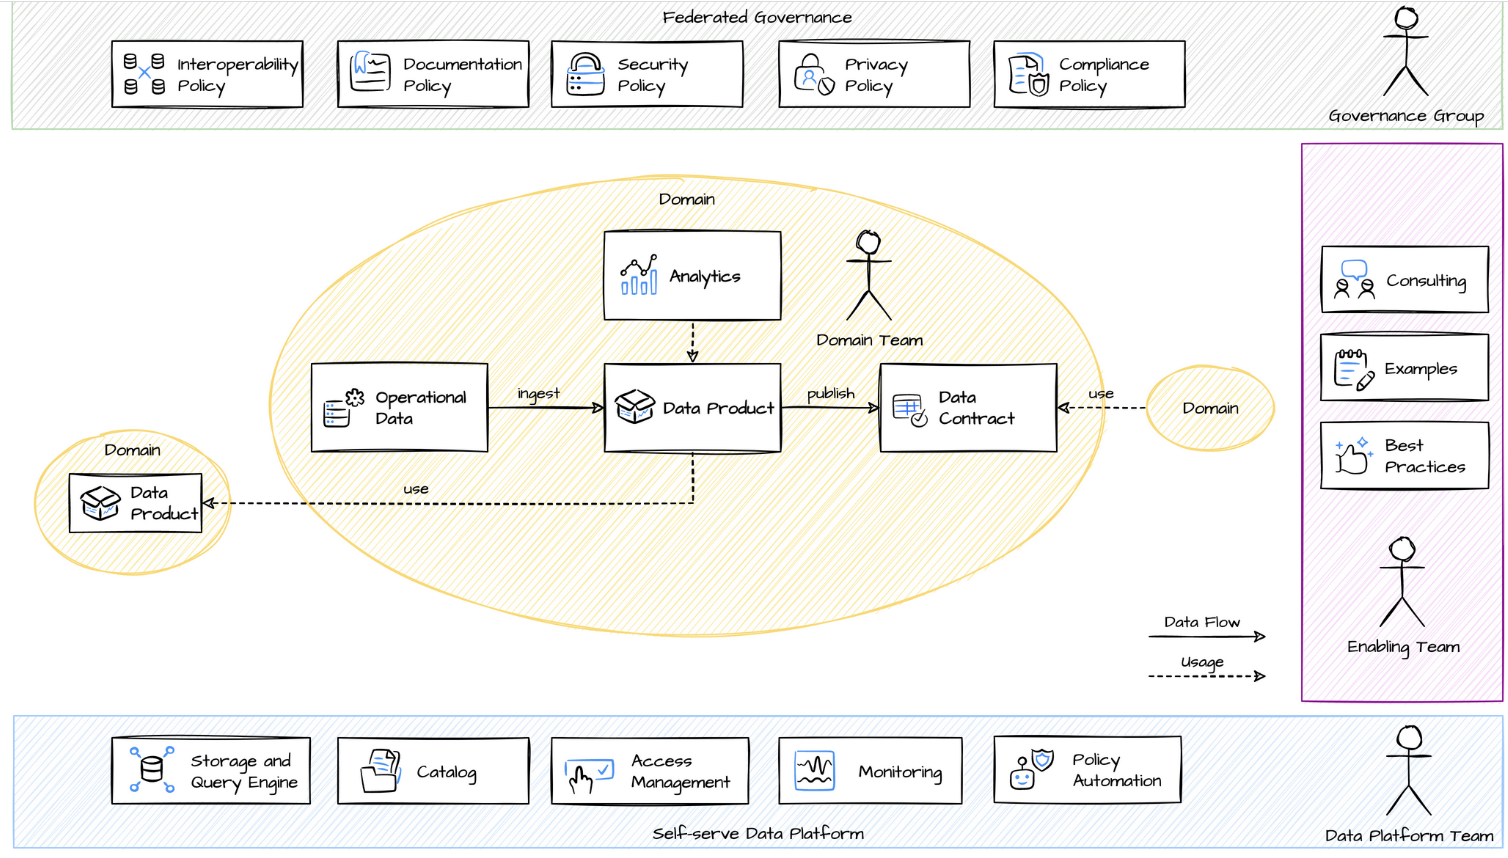 Federated Governance
Interoperability
Policy
Documentation
Policy
Security
Policy
Privacy
Policy
Compliance
Policy
Governance Group
Domain
Analytics
Domain Team
Operational
Data
ingest
Data Product
publish
Data
Contract
use
Domain
Domain
Data
Product
use
Consulting
Examples
Best
Practices
Enabling Team
Data Flow
Usage
Storage and
Query Engine
Catalog
Access
Management
Monitoring
Policy
Automation
Self-serve Data Platform
Data Platform Team